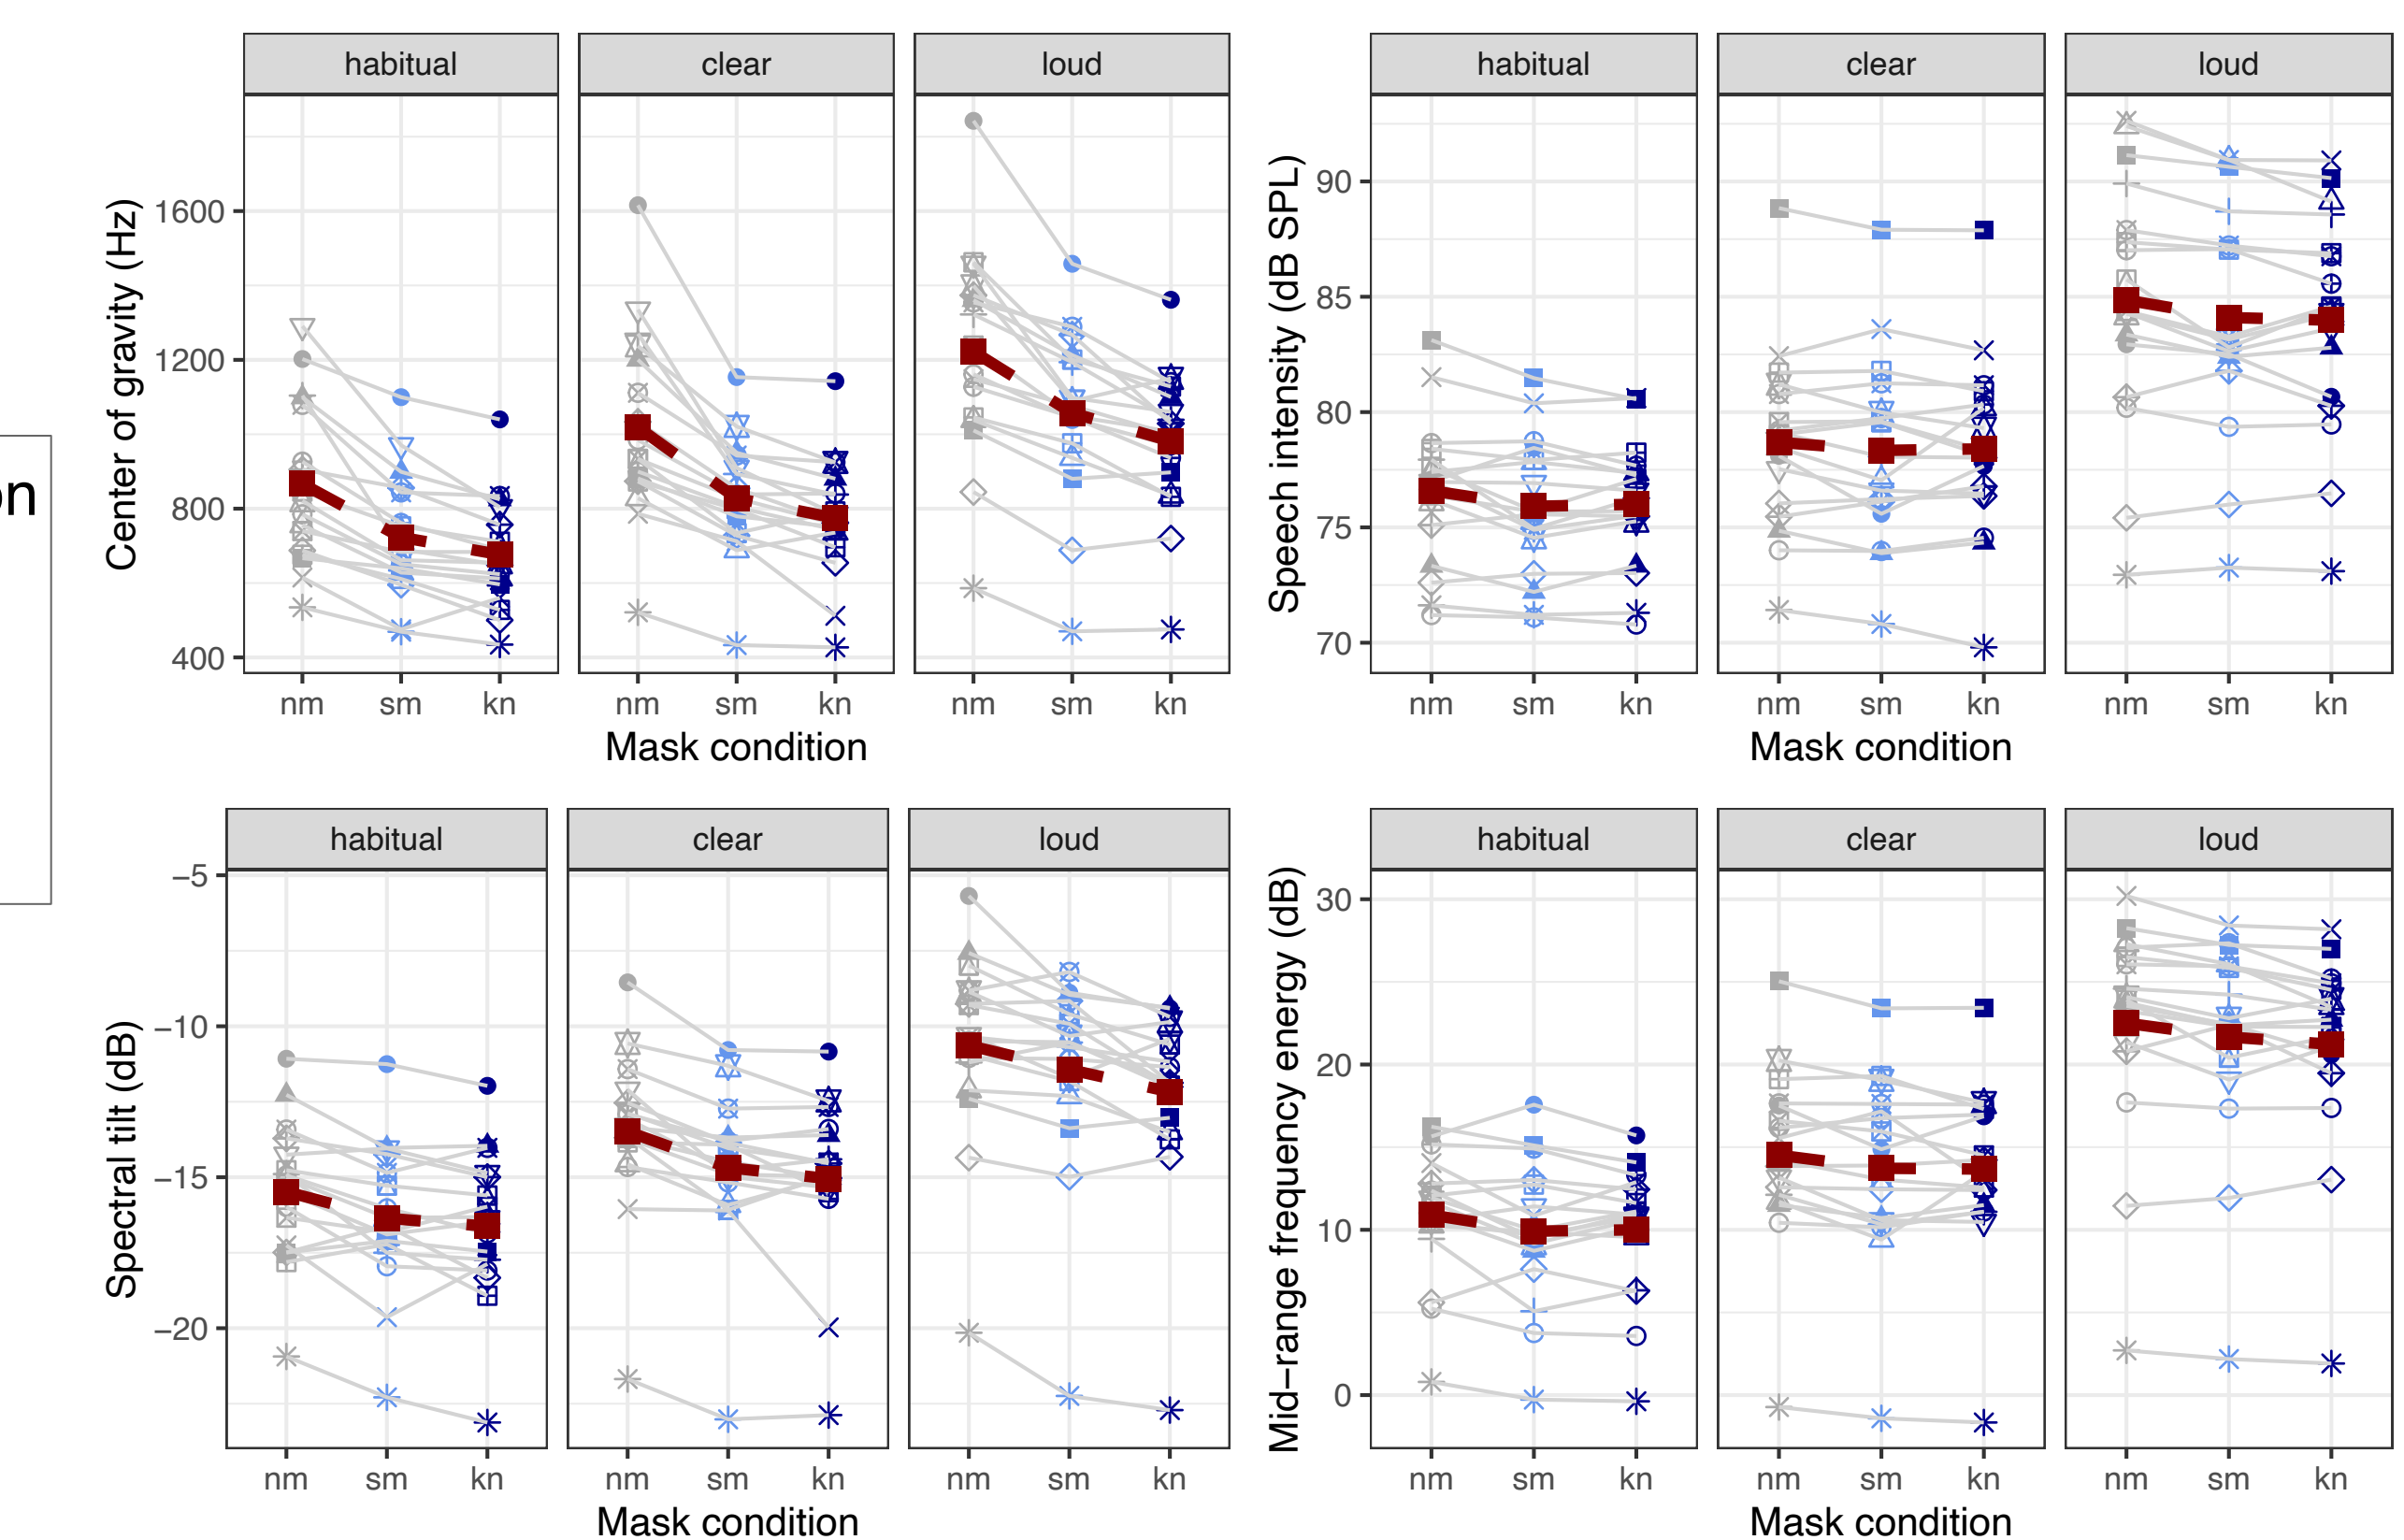 on
habitual clear loud
Center of gravity (Hz)
1600
1200
800
400
nm sm kn nm sm kn nm sm kn
Mask condition
habitual clear loud
Speech intensity (dB SPL)
90
85
80
75
70
nm sm kn nm sm kn nm sm kn
Mask condition
habitual clear loud
Spectral tilt (dB)
−5
−10
−15
−20
nm sm kn nm sm kn nm sm kn
Mask condition
habitual clear loud
Mid−range frequency energy (dB)
30
20
10
0
nm sm kn nm sm kn nm sm kn
Mask condition